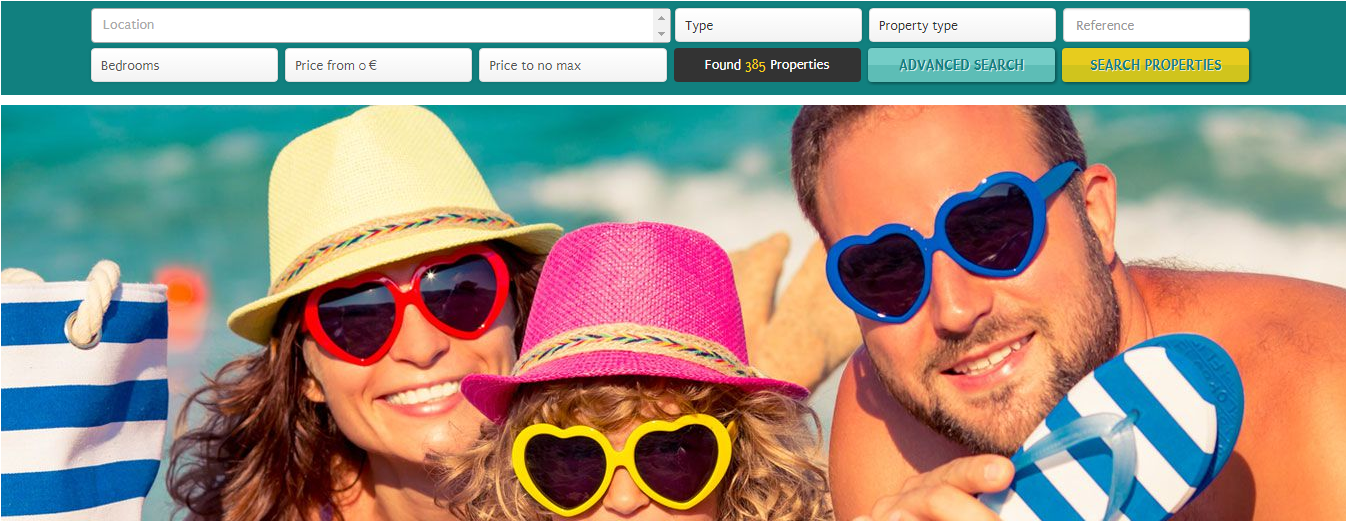 Location
Type
Property type
Reference
Bedrooms
Price from 0 €
Price to no max
Found 385 Properties
ADVANCED SEARCH
SEARCH PROPERTIES